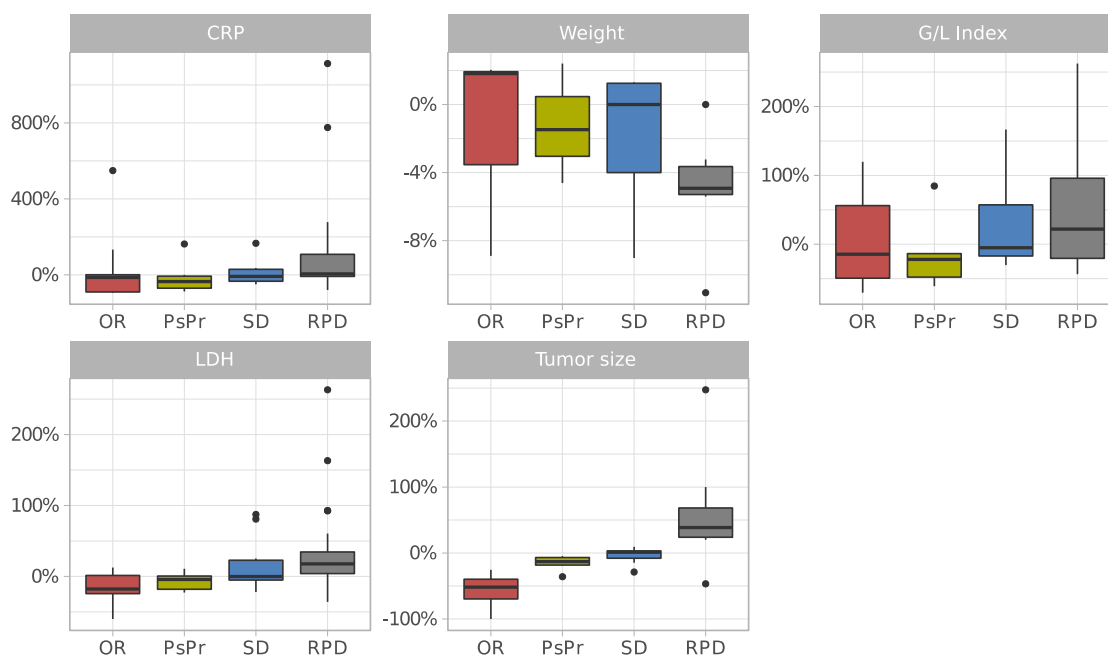 CRP
Weight
G/L Index
800%
400%
0%
0%
-4%
-8%
200%
100%
0%
OR PsPr SD RPD
OR PsPr SD RPD
OR PsPr SD RPD
LDH
Tumor size
200%
100%
0%
200%
100%
0%
-100%
OR PsPr SD RPD
OR PsPr SD RPD